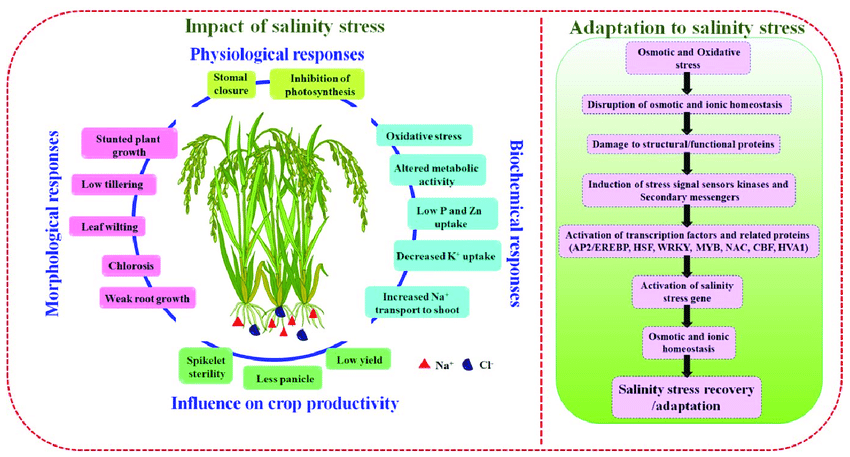 Impact of salinity stress
Physiological responses
Stomal
closure
Inhibition of
photosynthesis
Morphological responses
Stunted plant
growth
Low tillering
Leaf wilting
Chlorosis
Weak root growth
Oxidative stress
Altered metabolic
activity
Low P and Zn
uptake
Decreased K⁺ uptake
Increased Na⁺
transport to shoot
Biochemical responses
Spikelet
sterility
Less panicle
Low yield
Na⁺
Cl⁻
Influence on crop productivity
Adaptation to salinity stress
Osmotic and Oxidative
stress
Disruption of osmotic and ionic homeostasis
Damage to structural/functional proteins
Induction of stress signal sensors kinases and
Secondary messengers
Activation of transcription factors and related proteins
(AP2/EREBP, HSF, WRKY, MYB, NAC, CBF, HVA1)
Activation of salinity
stress gene
Osmotic and ionic
homeostasis
Salinity stress recovery
/adaptation